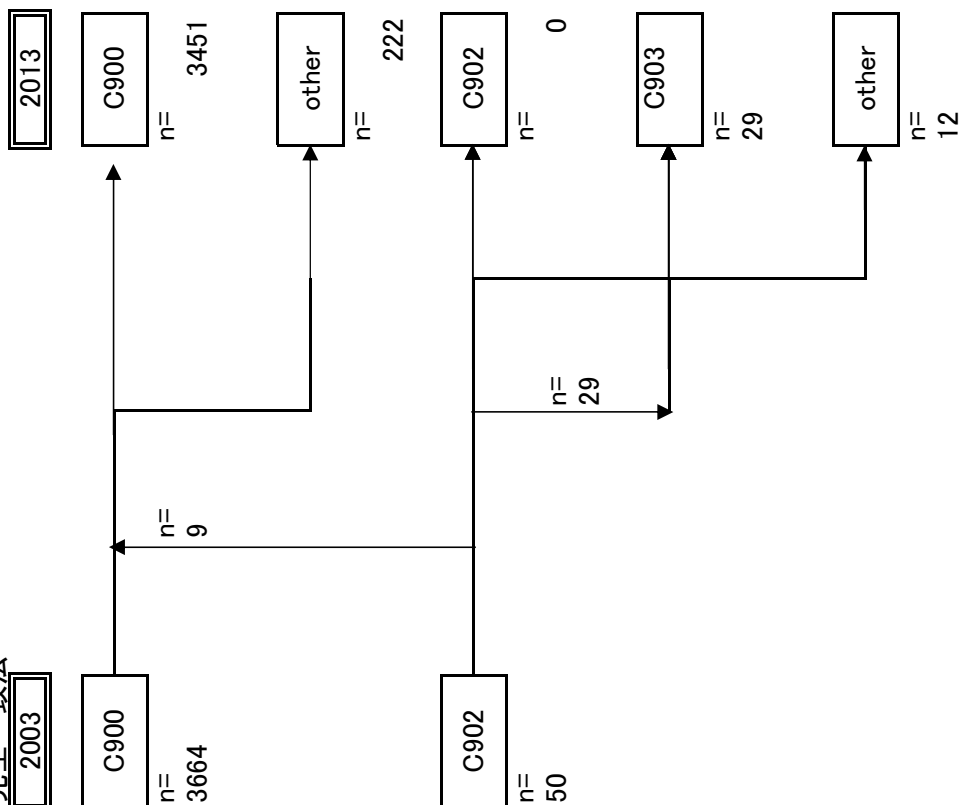 2003
2013
C900
n=
3664
n=
9
C900
n=
3451
other
n=
222
C902
n=
50
n=
29
C902
n=
0
C903
n=
29
other
n=
12